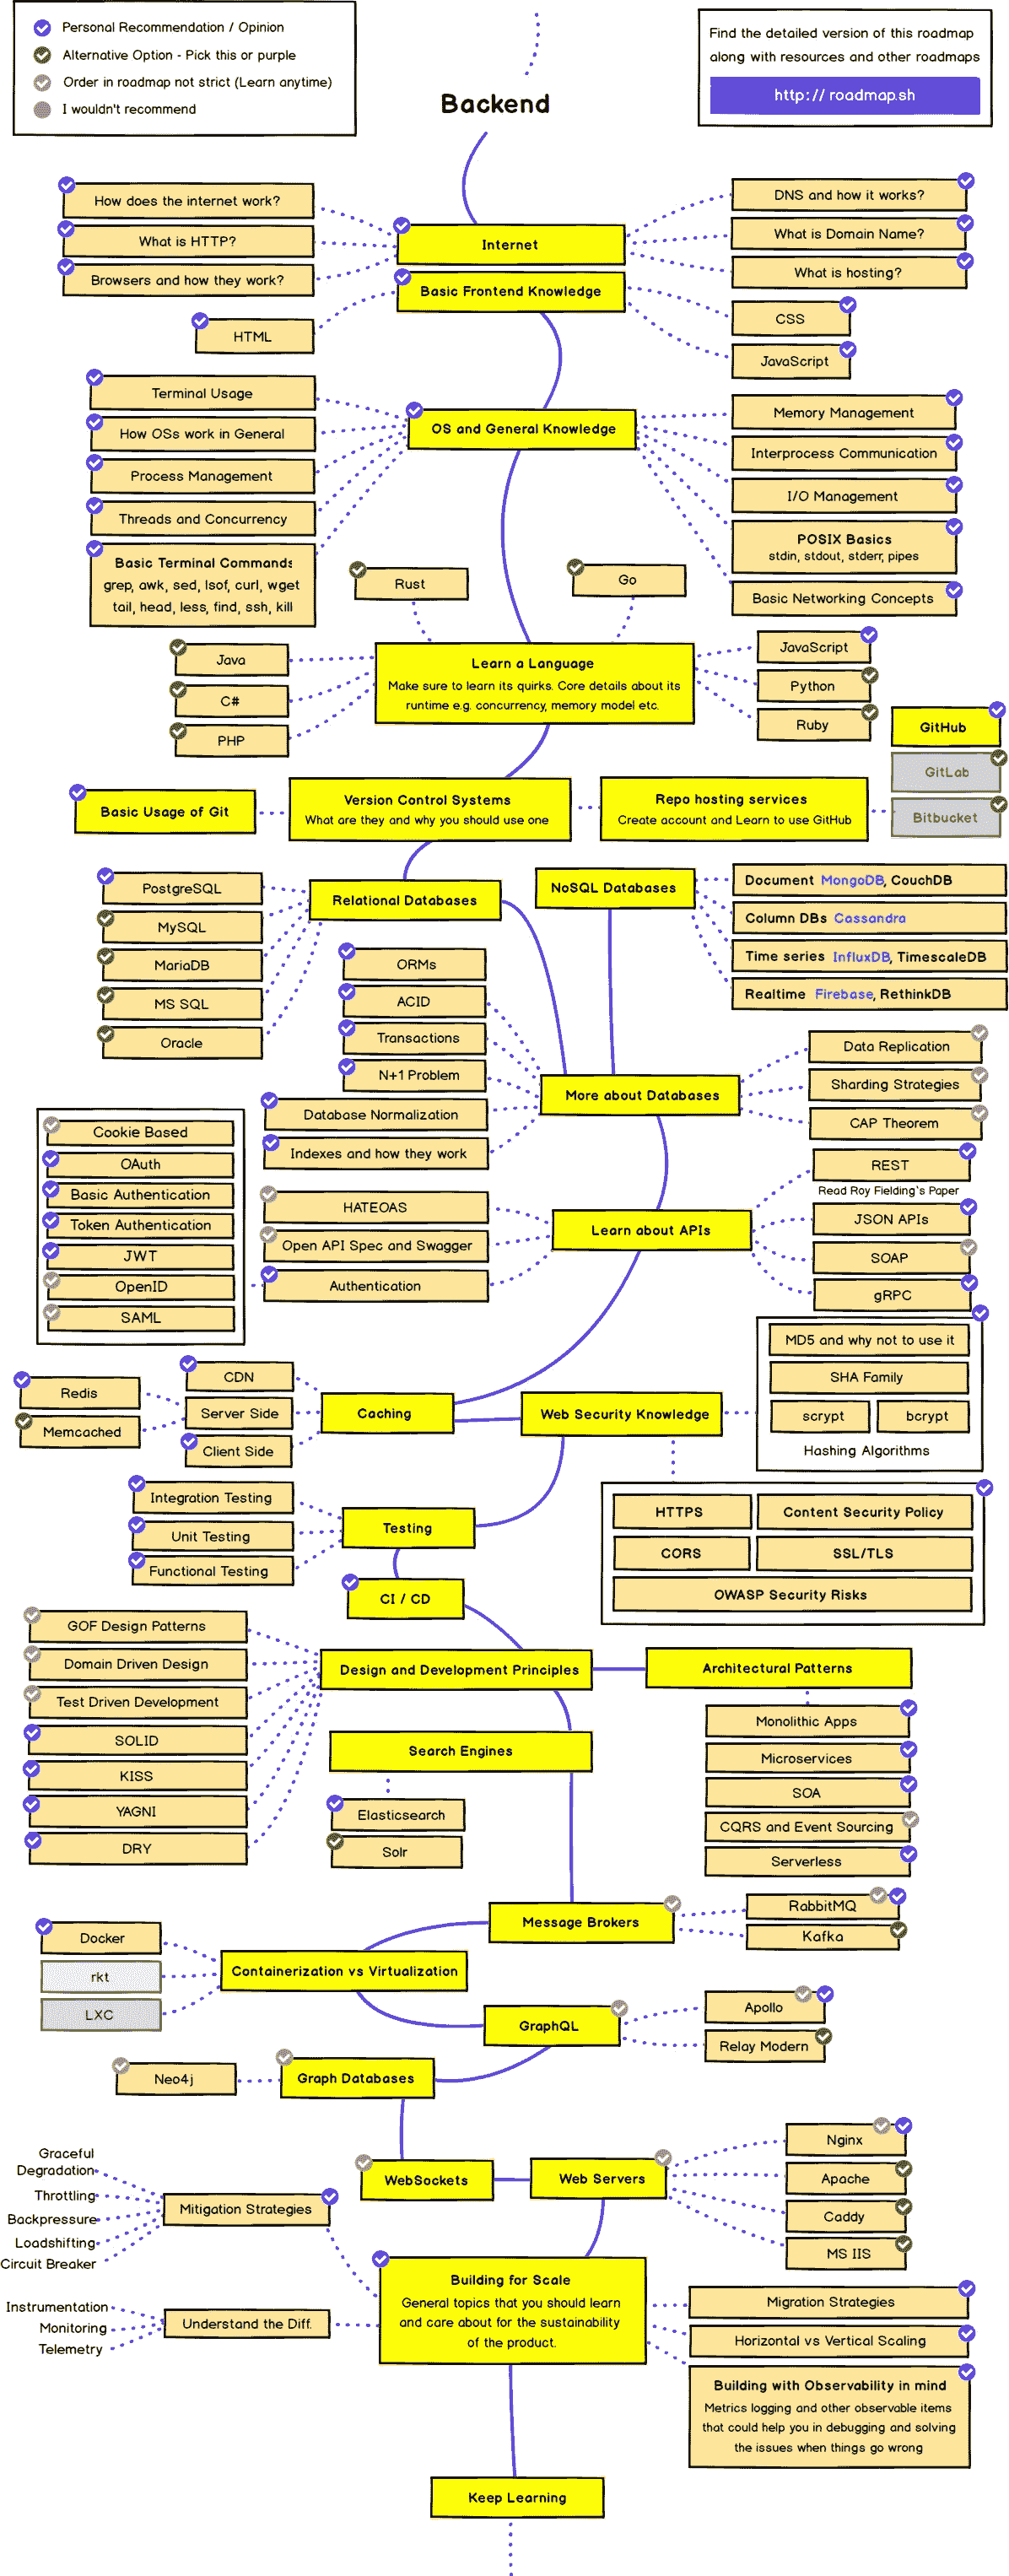 Personal Recommendation / Opinion
Alternative Option - Pick this or purple
Order in roadmap not strict (Learn anytime)
I wouldn't recommend
Find the detailed version of this roadmap
along with resources and other roadmaps
http:// roadmap.sh
Backend
How does the internet work?
What is HTTP?
Browsers and how they work?
Internet
DNS and how it works?
What is Domain Name?
What is hosting?
Basic Frontend Knowledge
HTML
CSS
JavaScript
Terminal Usage
How OSs work in General
Process Management
Threads and Concurrency
Basic Terminal Commands
grep, awk, sed, lsof, curl, wget
tail, head, less, find, ssh, kill
OS and General Knowledge
Memory Management
Interprocess Communication
I/O Management
POSIX Basics
stdin, stdout, stderr, pipes
Basic Networking Concepts
Rust
Go
Java
C#
PHP
Learn a Language
Make sure to learn its quirks. Core details about its
runtime e.g. concurrency, memory model etc.
JavaScript
Python
Ruby
GitHub
GitLab
Bitbucket
Basic Usage of Git
Version Control Systems
What are they and why you should use one
Repo hosting services
Create account and Learn to use GitHub
PostgreSQL
MySQL
MariaDB
MS SQL
Oracle
Relational Databases
NoSQL Databases
Document MongoDB, CouchDB
Column DBs Cassandra
Time series InfluxDB, TimescaleDB
Realtime Firebase, RethinkDB
ORMs
ACID
Transactions
N+1 Problem
Database Normalization
Indexes and how they work
More about Databases
Data Replication
Sharding Strategies
CAP Theorem
Cookie Based
OAuth
Basic Authentication
Token Authentication
JWT
OpenID
SAML
HATEOAS
Open API Spec and Swagger
Authentication
Learn about APIs
REST
Read Roy Fielding's Paper
JSON APIs
SOAP
gRPC
MD5 and why not to use it
SHA Family
scrypt
bcrypt
Hashing Algorithms
Redis
Memcached
CDN
Server Side
Client Side
Caching
Web Security Knowledge
HTTPS
Content Security Policy
CORS
SSL/TLS
OWASP Security Risks
Integration Testing
Unit Testing
Functional Testing
Testing
CI / CD
GOF Design Patterns
Domain Driven Design
Test Driven Development
SOLID
KISS
YAGNI
DRY
Design and Development Principles
Architectural Patterns
Monolithic Apps
Microservices
SOA
CQRS and Event Sourcing
Serverless
Search Engines
Elasticsearch
Solr
Message Brokers
RabbitMQ
Kafka
Docker
rkt
LXC
Containerization vs Virtualization
GraphQL
Apollo
Relay Modern
Neo4j
Graph Databases
WebSockets
Web Servers
Nginx
Apache
Caddy
MS IIS
Graceful
Degradation
Throttling
Backpressure
Loadshifting
Circuit Breaker
Mitigation Strategies
Instrumentation
Monitoring
Telemetry
Understand the Diff.
Building for Scale
General topics that you should learn
and care about for the sustainability
of the product.
Migration Strategies
Horizontal vs Vertical Scaling
Building with Observability in mind
Metrics logging and other observable items
that could help you in debugging and solving
the issues when things go wrong
Keep Learning